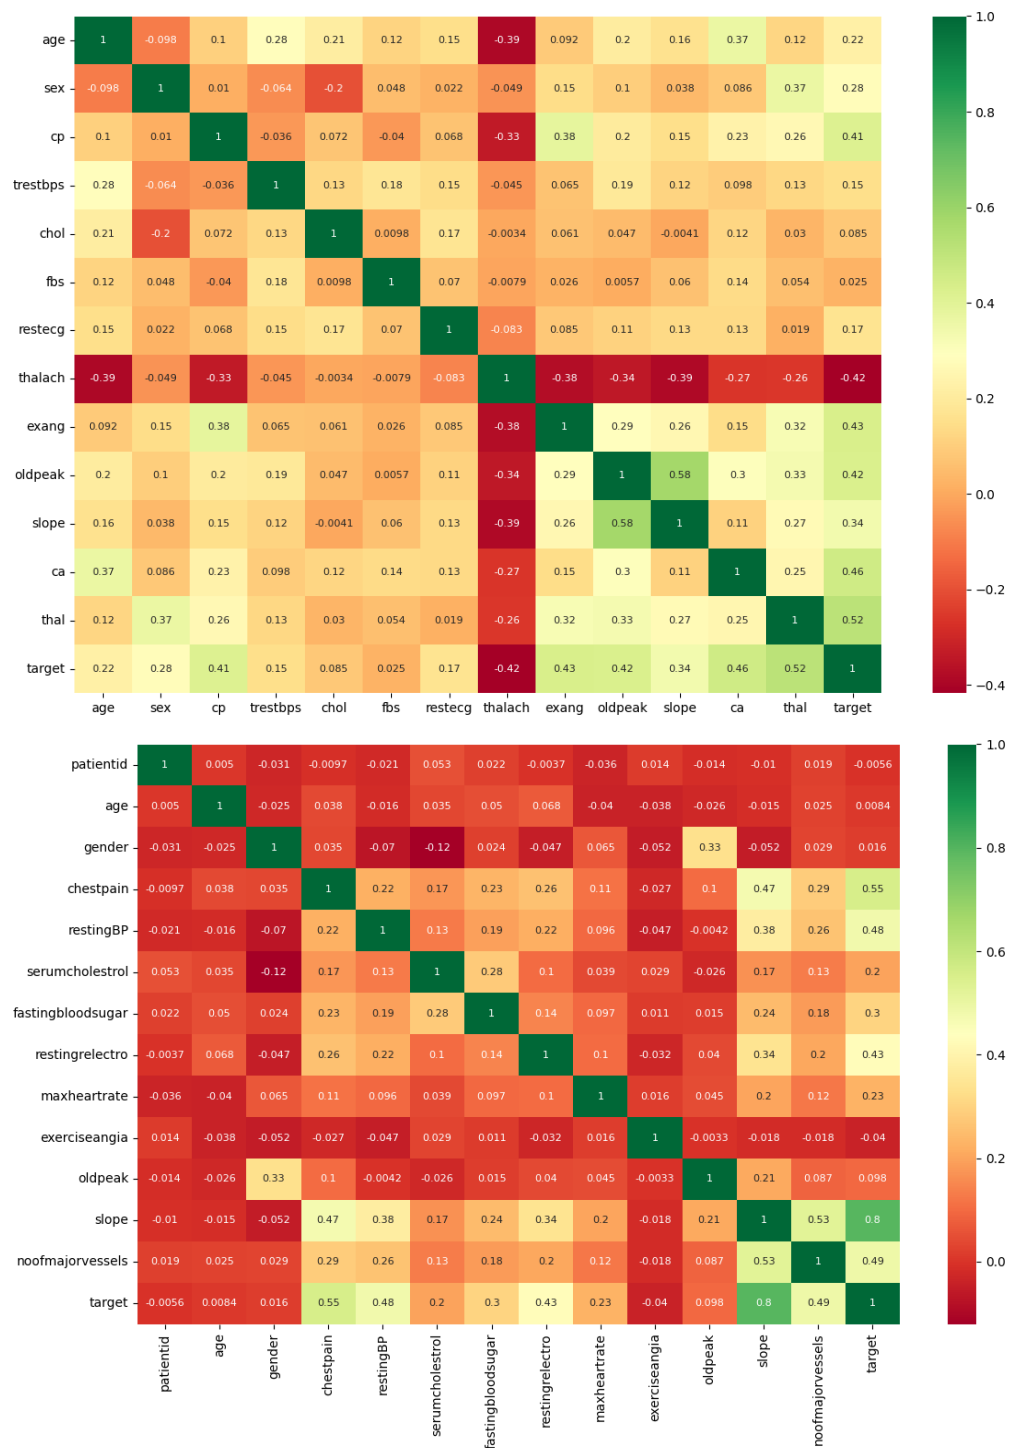 age 1 -0.098 0.1 0.28 0.21 0.12 0.15 -0.39 0.092 0.2 0.16 0.37 0.12 0.22
sex -0.098 1 0.01 -0.064 -0.2 0.048 0.022 -0.049 0.15 0.1 0.038 0.086 0.37 0.28
cp 0.1 0.01 1 -0.036 0.072 -0.04 0.068 -0.33 0.38 0.2 0.15 0.23 0.26 0.41
trestbps 0.28 -0.064 -0.036 1 0.13 0.18 0.15 -0.045 0.065 0.19 0.12 0.098 0.13 0.15
chol 0.21 -0.2 0.072 0.13 1 0.0098 0.17 -0.0034 0.061 0.047 -0.0041 0.12 0.03 0.085
fbs 0.12 0.048 -0.04 0.18 0.0098 1 0.07 -0.0079 0.026 0.0057 0.06 0.14 0.054 0.025
restecg 0.15 0.022 0.068 0.15 0.17 0.07 1 -0.083 0.085 0.11 0.13 0.13 0.019 0.17
thalach -0.39 -0.049 -0.33 -0.045 -0.0034 -0.0079 -0.083 1 -0.38 -0.34 -0.39 -0.27 -0.26 -0.42
exang 0.092 0.15 0.38 0.065 0.061 0.026 0.085 -0.38 1 0.29 0.26 0.15 0.32 0.43
oldpeak 0.2 0.1 0.2 0.19 0.047 0.0057 0.11 -0.34 0.29 1 0.58 0.3 0.33 0.42
slope 0.16 0.038 0.15 0.12 -0.0041 0.06 0.13 -0.39 0.26 0.58 1 0.11 0.27 0.34
ca 0.37 0.086 0.23 0.098 0.12 0.14 0.13 -0.27 0.15 0.3 0.11 1 0.25 0.46
thal 0.12 0.37 0.26 0.13 0.03 0.054 0.019 -0.26 0.32 0.33 0.27 0.25 1 0.52
target 0.22 0.28 0.41 0.15 0.085 0.025 0.17 -0.42 0.43 0.42 0.34 0.46 0.52 1
age sex cp trestbps chol fbs restecg thalach exang oldpeak slope ca thal target
1.0
0.8
0.6
0.4
0.2
0.0
−0.2
−0.4
patientid 1 0.005 -0.031 -0.0097 -0.021 0.053 0.022 -0.0037 -0.036 0.014 -0.014 -0.01 0.019 -0.0056
age 0.005 1 -0.025 0.038 -0.016 0.035 0.05 0.068 -0.04 -0.038 -0.026 -0.015 0.025 0.0084
gender -0.031 -0.025 1 0.035 -0.07 -0.12 0.024 -0.047 0.065 -0.052 0.33 -0.052 0.029 0.016
chestpain -0.0097 0.038 0.035 1 0.22 0.17 0.23 0.26 0.11 -0.027 0.1 0.47 0.29 0.55
restingBP -0.021 -0.016 -0.07 0.22 1 0.13 0.19 0.22 0.096 -0.047 -0.0042 0.38 0.26 0.48
serumcholestrol 0.053 0.035 -0.12 0.17 0.13 1 0.28 0.1 0.039 0.029 -0.026 0.17 0.13 0.2
fastingbloodsugar 0.022 0.05 0.024 0.23 0.19 0.28 1 0.14 0.097 0.011 0.015 0.24 0.18 0.3
restingrelectro -0.0037 0.068 -0.047 0.26 0.22 0.1 0.14 1 0.1 -0.032 0.04 0.34 0.2 0.43
maxheartrate -0.036 -0.04 0.065 0.11 0.096 0.039 0.097 0.1 1 0.016 0.045 0.2 0.12 0.23
exerciseangia 0.014 -0.038 -0.052 -0.027 -0.047 0.029 0.011 -0.032 0.016 1 -0.0033 -0.018 -0.018 -0.04
oldpeak -0.014 -0.026 0.33 0.1 -0.0042 -0.026 0.015 0.04 0.045 -0.0033 1 0.21 0.087 0.098
slope -0.01 -0.015 -0.052 0.47 0.38 0.17 0.24 0.34 0.2 -0.018 0.21 1 0.53 0.8
noofmajorvessels 0.019 0.025 0.029 0.29 0.26 0.13 0.18 0.2 0.12 -0.018 0.087 0.53 1 0.49
target -0.0056 0.0084 0.016 0.55 0.48 0.2 0.3 0.43 0.23 -0.04 0.098 0.8 0.49 1
patientid age gender chestpain restingBP serumcholestrol fastingbloodsugar restingrelectro maxheartrate exerciseangia oldpeak slope noofmajorvessels target
1.0
0.8
0.6
0.4
0.2
0.0